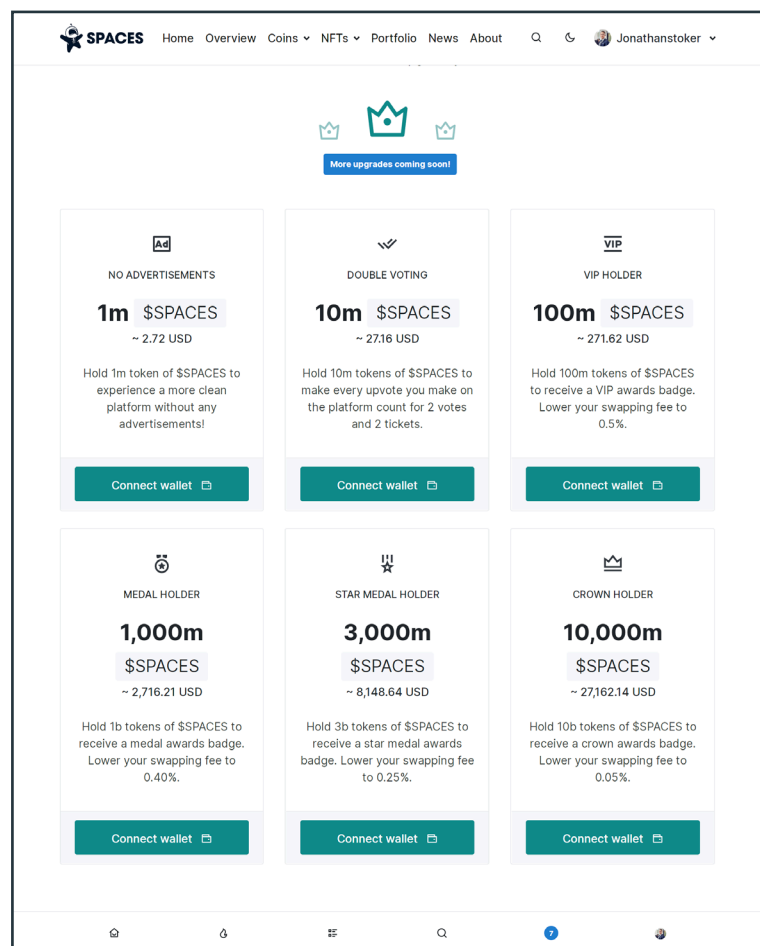 SPACES Home Overview Coins NFTs Portfolio News About Jonathanstoker
More upgrades coming soon!
Ad
NO ADVERTISEMENTS
1m $SPACES
~ 2.72 USD
Hold 1m token of $SPACES to
experience a more clean
platform without any
advertisements!
Connect wallet
DOUBLE VOTING
10m $SPACES
~ 27.16 USD
Hold 10m tokens of $SPACES to
make every upvote you make on
the platform count for 2 votes
and 2 tickets.
Connect wallet
VIP
VIP HOLDER
100m $SPACES
~ 271.62 USD
Hold 100m tokens of $SPACES
to receive a VIP awards badge.
Lower your swapping fee to
0.5%.
Connect wallet
MEDAL HOLDER
1,000m
$SPACES
~ 2,716.21 USD
Hold 1b tokens of $SPACES to
receive a medal awards badge.
Lower your swapping fee to
0.40%.
Connect wallet
STAR MEDAL HOLDER
3,000m
$SPACES
~ 8,148.64 USD
Hold 3b tokens of $SPACES to
receive a star medal awards
badge. Lower your swapping fee
to 0.25%.
Connect wallet
CROWN HOLDER
10,000m
$SPACES
~ 27,162.14 USD
Hold 10b tokens of $SPACES to
receive a crown awards badge.
Lower your swapping fee to
0.05%.
Connect wallet
7